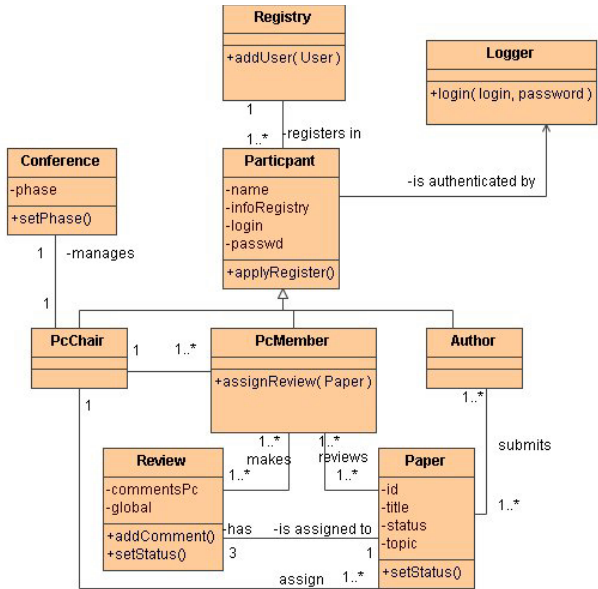 Registry
+addUser( User )
1
1..*
-registers in
Logger
+login( login, password )
Conference
-phase
+setPhase()
Particpant
-name
-infoRegistry
-login
-passwd
+applyRegister()
-is authenticated by
1
-manages
1
PcChair
1
1..*
1
PcMember
+assignReview( Paper )
Author
1..*
submits
1..*
1..*
makes
1..*
1..*
reviews
1..*
Review
-commentsPc
-global
+addComment()
+setStatus()
Paper
-id
-title
-status
-topic
+setStatus()
-has
-is assigned to
3
1
assign
1..*